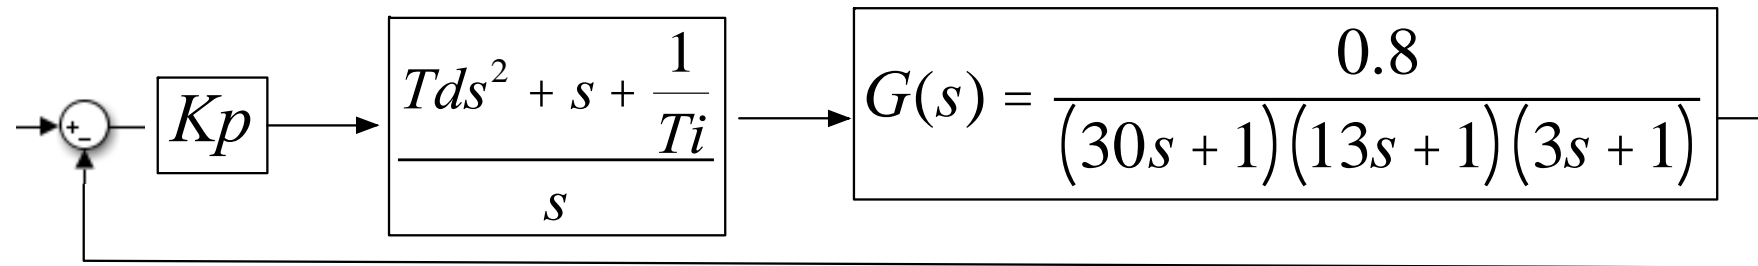 +
−
Kp
Tds² + s + 1/Ti
s
G(s) = 0.8
(30s + 1)(13s + 1)(3s + 1)